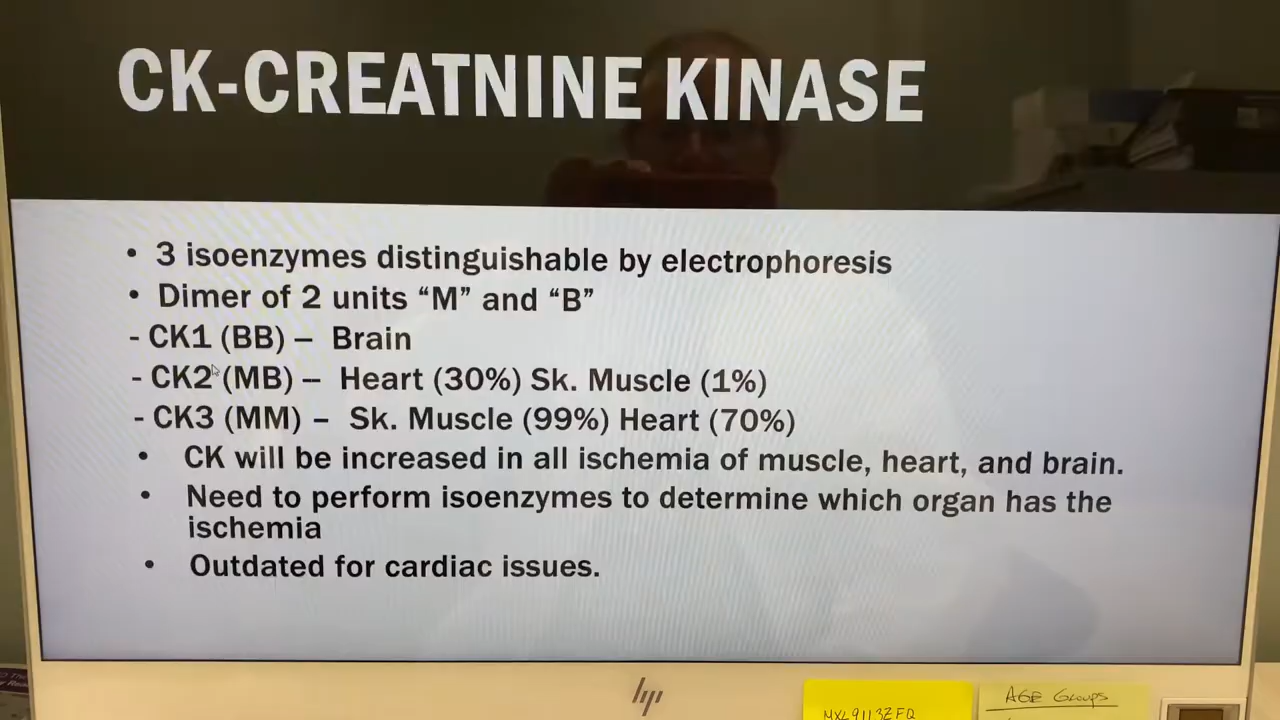 CK-CREATNINE KINASE
• 3 isoenzymes distinguishable by electrophoresis
• Dimer of 2 units “M” and “B”
- CK1 (BB) – Brain
- CK2 (MB) – Heart (30%) Sk. Muscle (1%)
- CK3 (MM) – Sk. Muscle (99%) Heart (70%)
• CK will be increased in all ischemia of muscle, heart, and brain.
• Need to perform isoenzymes to determine which organ has the
ischemia
• Outdated for cardiac issues.
hp
AGE GROUPS